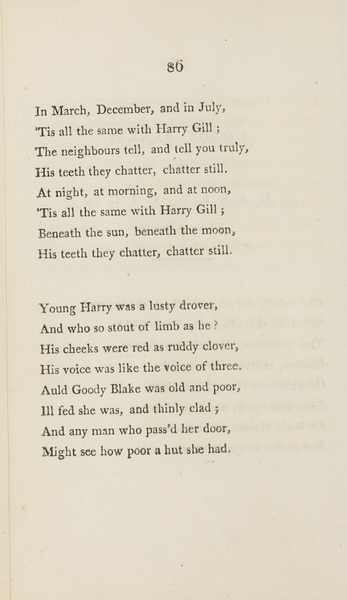 86
In March, December, and in July,
'Tis all the same with Harry Gill ;
The neighbours tell, and tell you truly,
His teeth they chatter, chatter still.
At night, at morning, and at noon,
'Tis all the same with Harry Gill ;
Beneath the sun, beneath the moon,
His teeth they chatter, chatter still.
Young Harry was a lusty drover,
And who so stout of limb as he ?
His cheeks were red as ruddy clover,
His voice was like the voice of three.
Auld Goody Blake was old and poor,
Ill fed she was, and thinly clad ;
And any man who pass'd her door,
Might see how poor a hut she had.